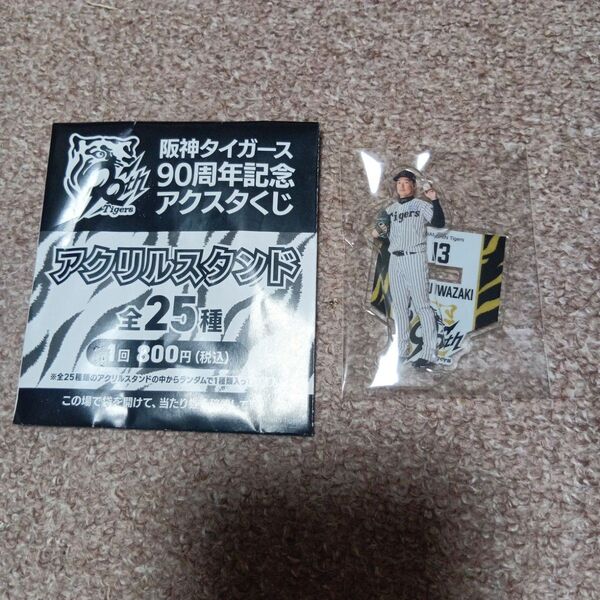 90th
Tigers
阪神タイガース
90周年記念
アクスタくじ
アクリルスタンド
全25種
1回 800円(税込)
※全25種類のアクリルスタンドの中からランダムで1種類入っ
この場で袋を開けて、当たり
Tigers
Tigers
13
IWAZAKI
90th